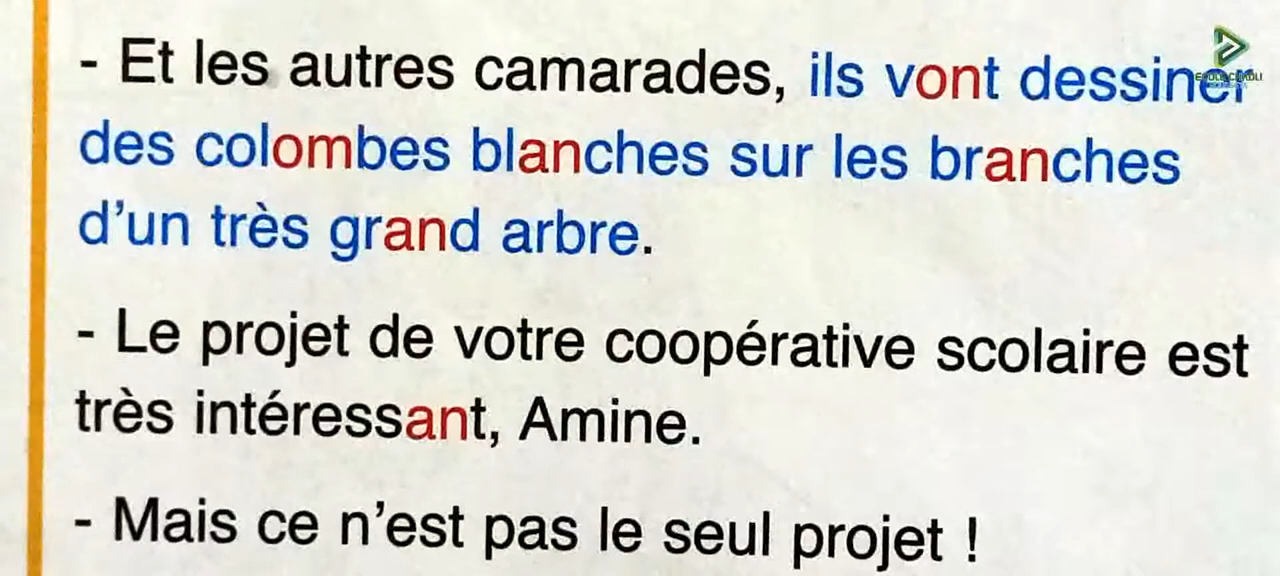 - Et les autres camarades, ils vont dessiner
des colombes blanches sur les branches
d'un très grand arbre.
- Le projet de votre coopérative scolaire est
très intéressant, Amine.
- Mais ce n'est pas le seul projet !